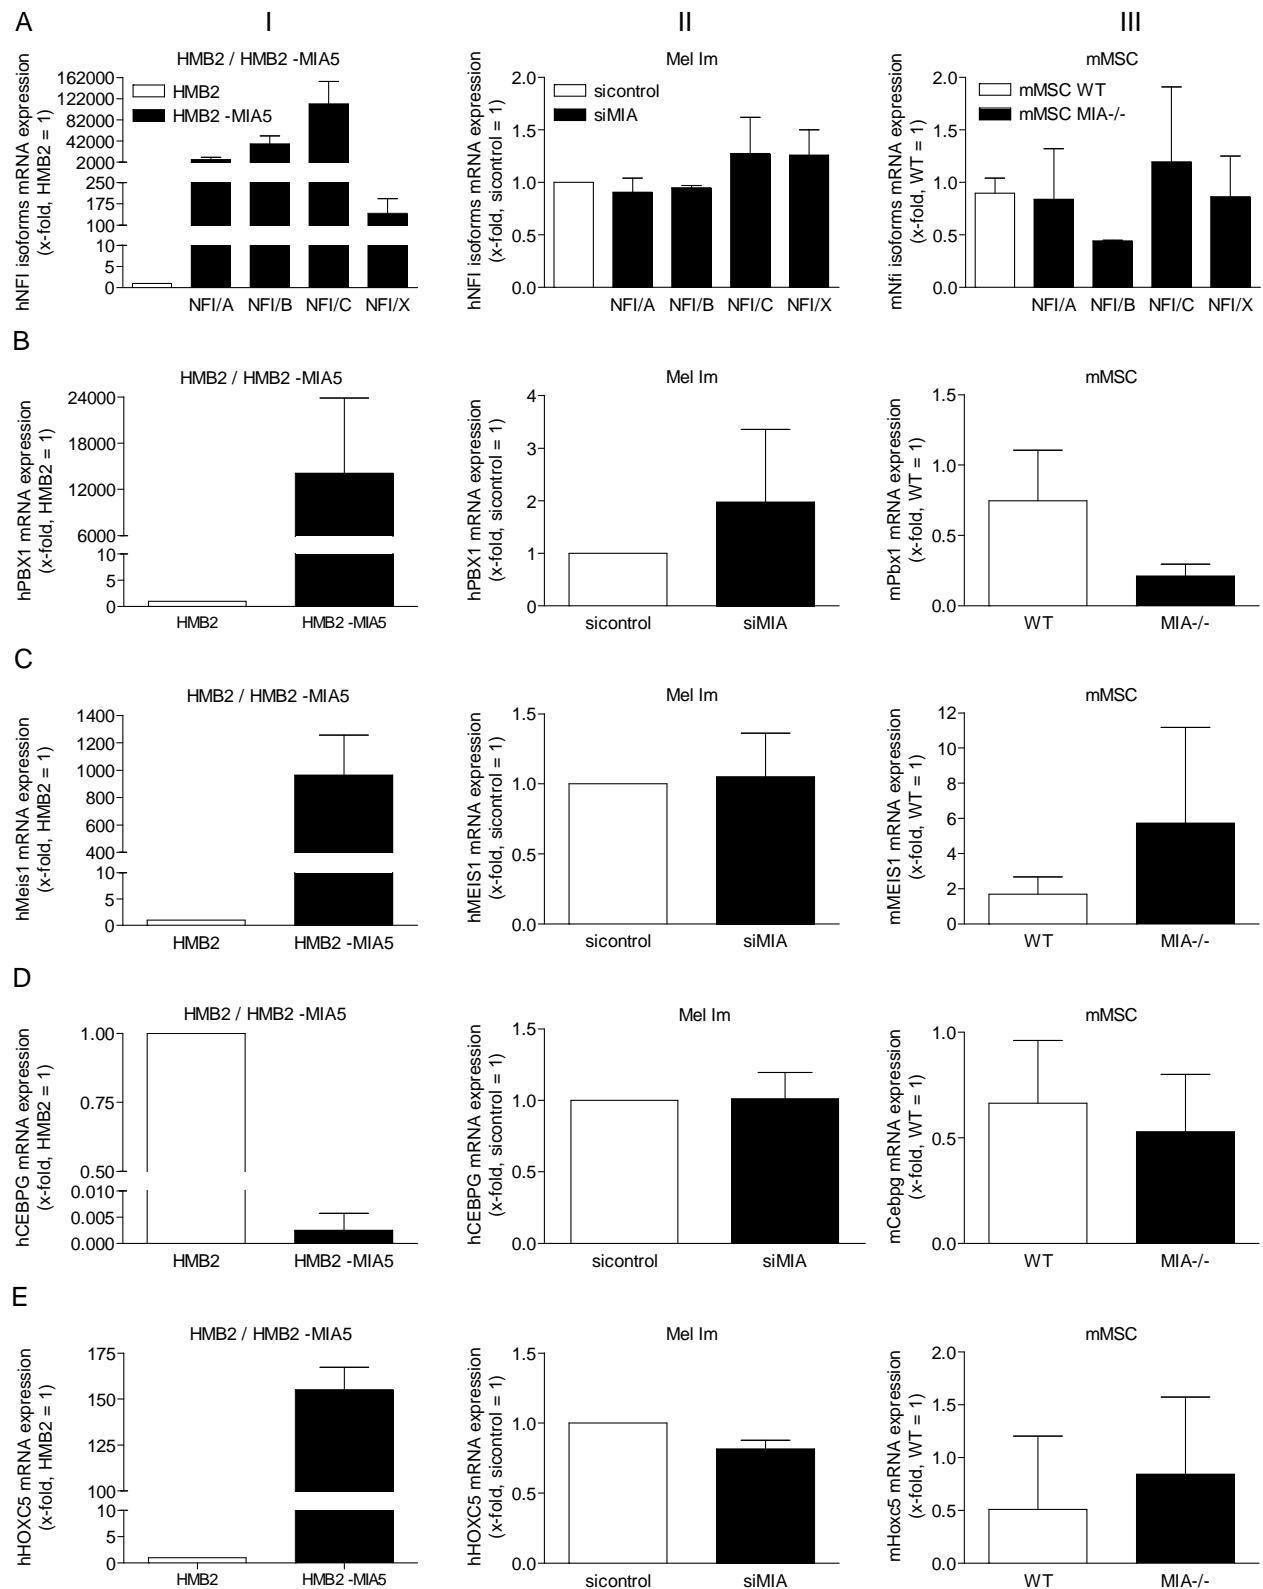 A
I
II
III
HMB2 / HMB2 -MIA5
hNFI isoforms mRNA expression
(x-fold, HMB2 = 1)
162000
122000
82000
42000
2000
250
175
100
10
5
0
HMB2
HMB2 -MIA5
NFI/A NFI/B NFI/C NFI/X
Mel Im
hNFI isoforms mRNA expression
(x-fold, sicontrol = 1)
2.0
1.5
1.0
0.5
0.0
sicontrol
siMIA
NFI/A NFI/B NFI/C NFI/X
mMSC
mNfi isoforms mRNA expression
(x-fold, WT = 1)
2.0
1.5
1.0
0.5
0.0
mMSC WT
mMSC MIA-/-
NFI/A NFI/B NFI/C NFI/X
B
HMB2 / HMB2 -MIA5
hPBX1 mRNA expression
(x-fold, HMB2 = 1)
24000
18000
12000
6000
10
5
0
HMB2 HMB2 -MIA5
Mel Im
hPBX1 mRNA expression
(x-fold, sicontrol = 1)
4
3
2
1
0
sicontrol siMIA
mMSC
mPbx1 mRNA expression
(x-fold, WT = 1)
1.5
1.0
0.5
0.0
WT MIA-/-
C
HMB2 / HMB2 -MIA5
hMeis1 mRNA expression
(x-fold, HMB2 = 1)
1400
1200
1000
800
600
400
10
5
0
HMB2 HMB2 -MIA5
Mel Im
hMEIS1 mRNA expression
(x-fold, sicontrol = 1)
1.5
1.0
0.5
0.0
sicontrol siMIA
mMSC
mMEIS1 mRNA expression
(x-fold, WT = 1)
12
10
8
6
4
2
0
WT MIA-/-
D
HMB2 / HMB2 -MIA5
hCEBPG mRNA expression
(x-fold, HMB2 = 1)
1.00
0.75
0.50
0.010
0.005
0.000
HMB2 HMB2 -MIA5
Mel Im
hCEBPG mRNA expression
(x-fold, sicontrol = 1)
1.5
1.0
0.5
0.0
sicontrol siMIA
mMSC
mCebpg mRNA expression
(x-fold, WT = 1)
1.0
0.5
0.0
WT MIA-/-
E
HMB2 / HMB2 -MIA5
hHOXC5 mRNA expression
(x-fold, HMB2 = 1)
175
150
125
100
10
5
0
HMB2 HMB2 -MIA5
Mel Im
hHOXC5 mRNA expression
(x-fold, sicontrol = 1)
1.5
1.0
0.5
0.0
sicontrol siMIA
mMSC
mHoxc5 mRNA expression
(x-fold, WT = 1)
2.0
1.5
1.0
0.5
0.0
WT MIA-/-